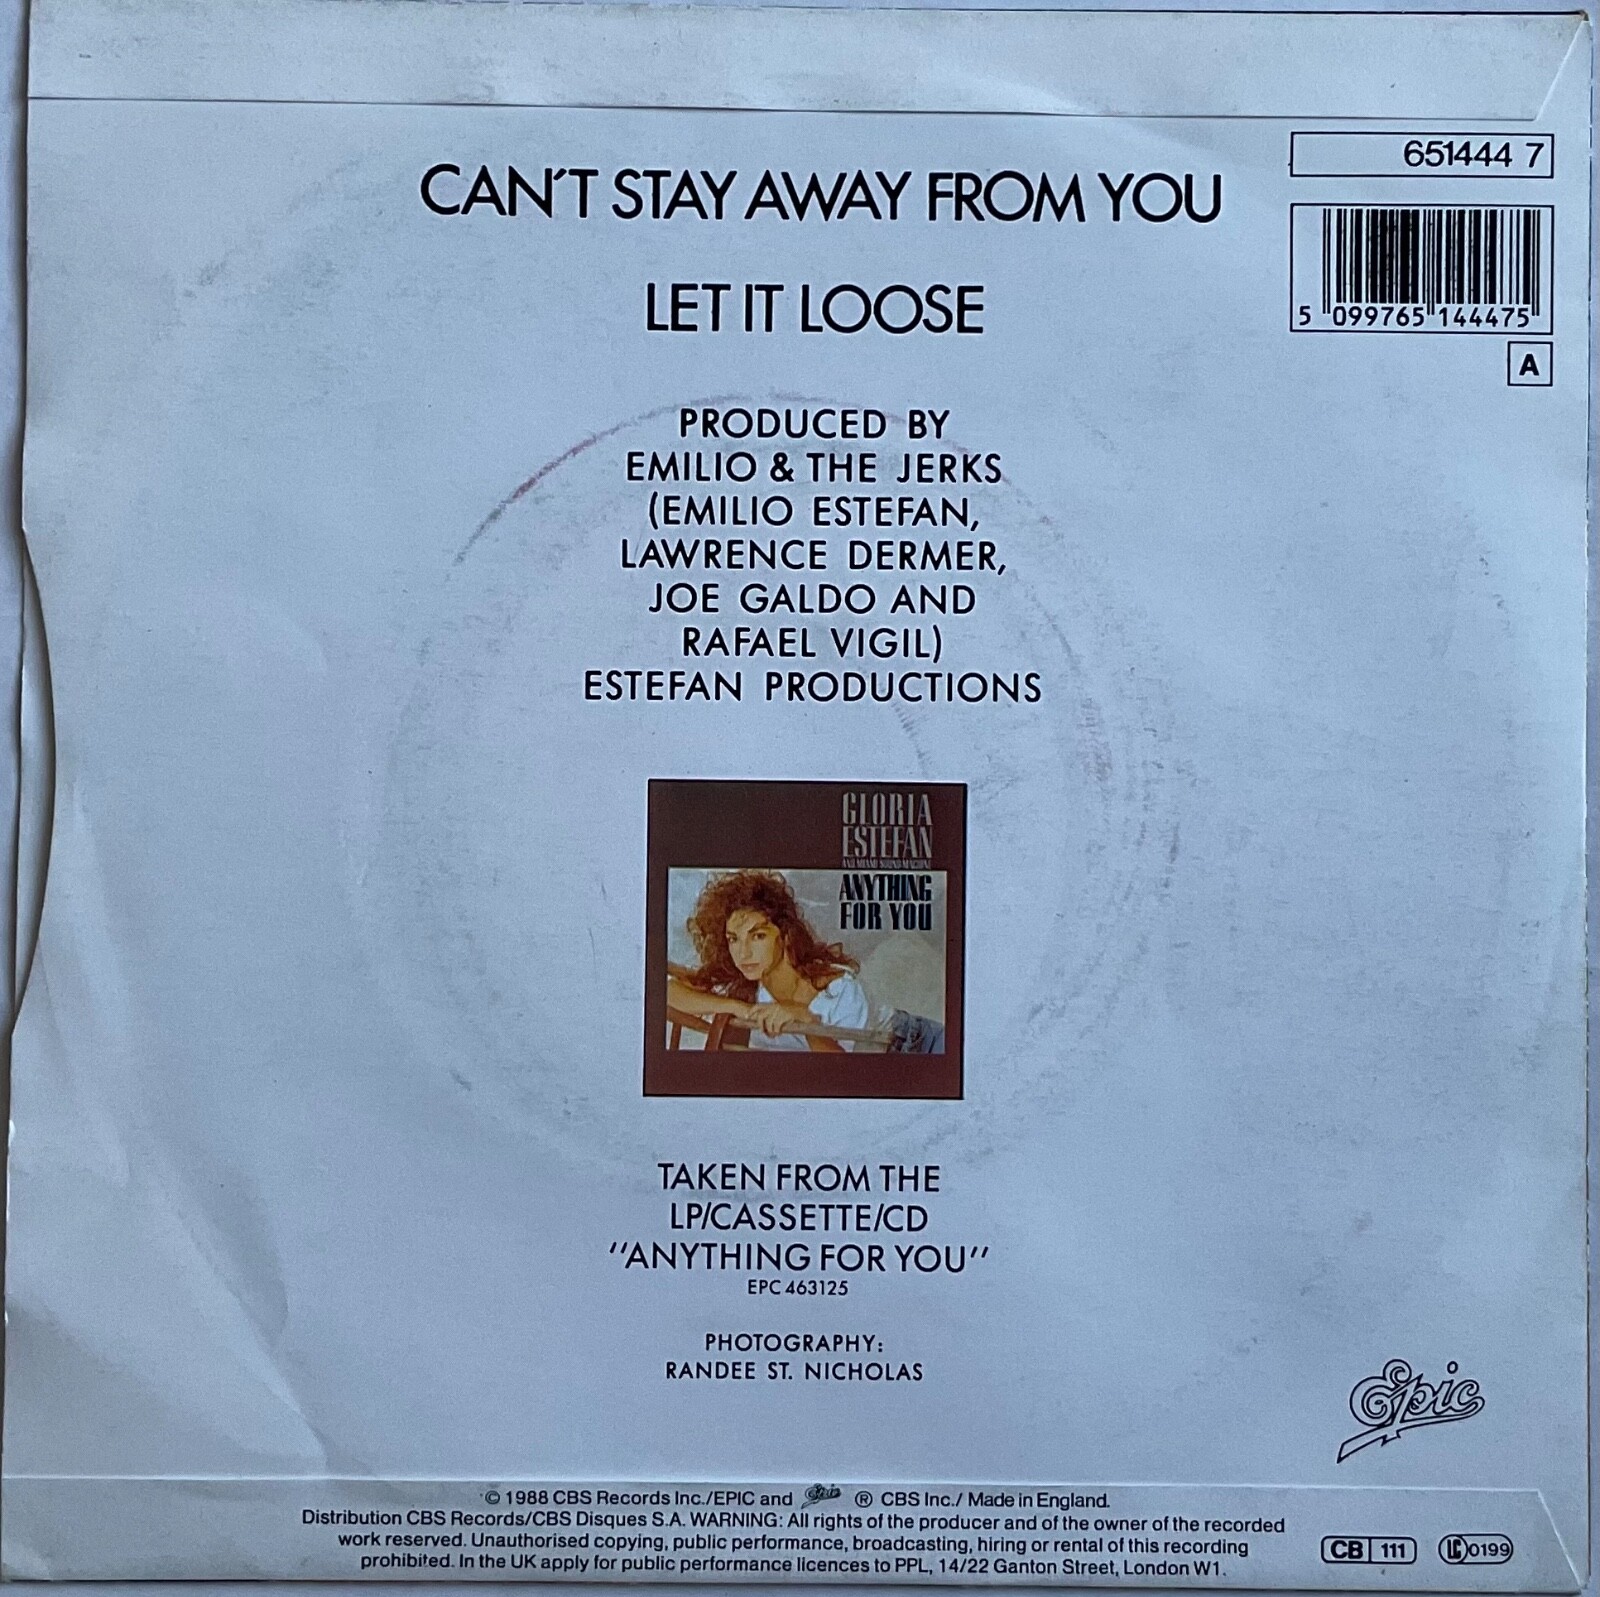 651444 7
CAN'T STAY AWAY FROM YOU
LET IT LOOSE
5 099765 144475
A
PRODUCED BY
EMILIO & THE JERKS
(EMILIO ESTEFAN,
LAWRENCE DERMER,
JOE GALDO AND
RAFAEL VIGIL)
ESTEFAN PRODUCTIONS
GLORIA
ESTEFAN
AND MIAMI SOUND MACHINE
ANYTHING
FOR YOU
TAKEN FROM THE
LP/CASSETTE/CD
"ANYTHING FOR YOU"
EPC 463125
PHOTOGRAPHY:
RANDEE ST. NICHOLAS
Epic
© 1988 CBS Records Inc./EPIC and Epic ® CBS Inc./ Made in England.
Distribution CBS Records/CBS Disques S.A. WARNING: All rights of the producer and of the owner of the recorded
work reserved. Unauthorised copying, public performance, broadcasting, hiring or rental of this recording
prohibited. In the UK apply for public performance licences to PPL, 14/22 Ganton Street, London W1.
CB 111
LC 0199